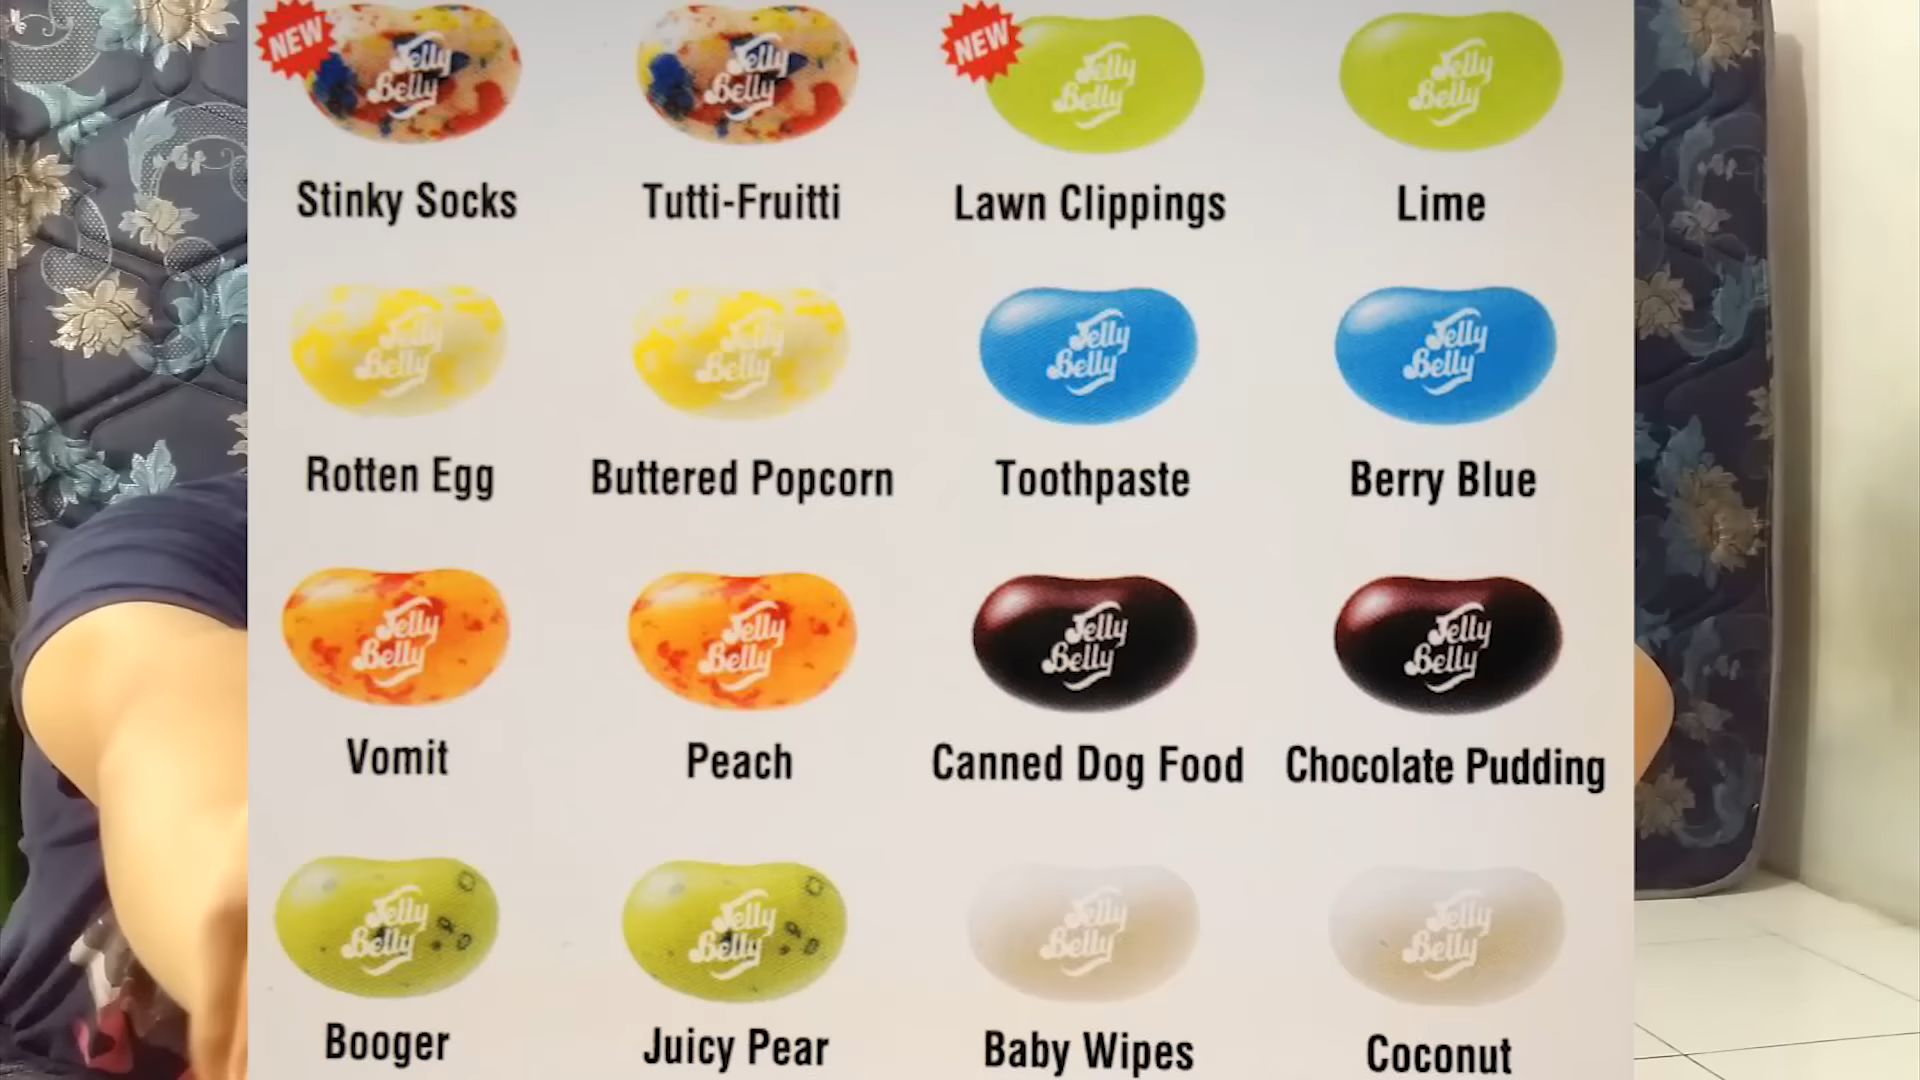 NEW Jelly Belly Jelly Belly NEW Jelly Belly Jelly Belly
Stinky Socks Tutti-Fruitti Lawn Clippings Lime
Jelly Belly Jelly Belly Jelly Belly Jelly Belly
Rotten Egg Buttered Popcorn Toothpaste Berry Blue
Jelly Belly Jelly Belly Jelly Belly Jelly Belly
Vomit Peach Canned Dog Food Chocolate Pudding
Jelly Belly Jelly Belly Jelly Belly Jelly Belly
Booger Juicy Pear Baby Wipes Coconut